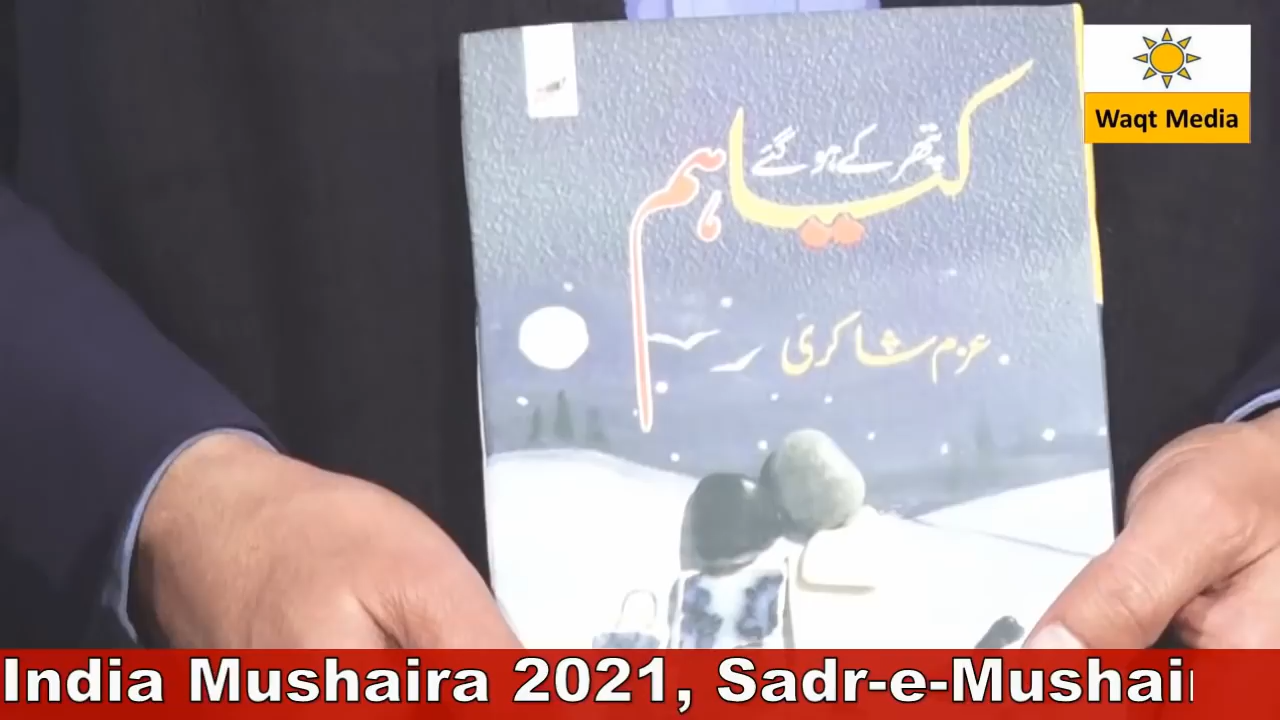 Waqt Media
پتھر کے ہو گئے
کیا ہم
عزم شاکری
India Mushaira 2021, Sadr-e-Mushai